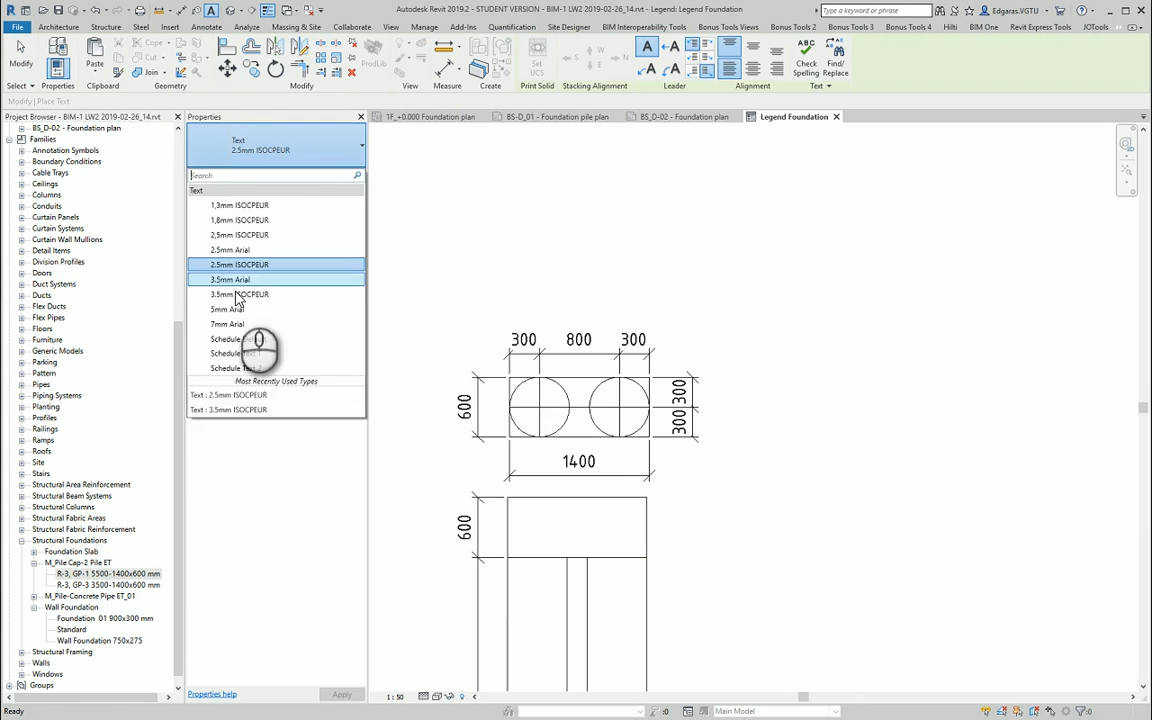 Autodesk Revit 2019.2 - STUDENT VERSION - BIM-1 LW2 2019-02-26_14.rvt - Legend: Legend Foundation
Type a keyword or phrase
Edgaras.VGTU
File Architecture Structure Steel Insert Annotate Analyze Massing & Site Collaborate View Manage Add-Ins Quantification Site Designer BIM Interoperability Tools Bonus Tools Views Bonus Tools 2 Bonus Tools 3 Bonus Tools 4 BIM One Revit Express Tools JOTools
Modify
Paste
Cope
Cut
Join
ProdLib
Set UCS
W N S E
Check Spelling
Find/ Replace
Select Properties Clipboard Geometry Modify View Measure Create Print Solid Stacking Alignment Leader Alignment Text
Modify | Place Text
Project Browser - BIM-1 LW2 2019-02-26_14.rvt
BS_D-02 - Foundation plan
Families
Annotation Symbols
Boundary Conditions
Cable Trays
Ceilings
Columns
Conduits
Curtain Panels
Curtain Systems
Curtain Wall Mullions
Detail Items
Division Profiles
Doors
Duct Systems
Ducts
Flex Ducts
Flex Pipes
Floors
Furniture
Generic Models
Parking
Pattern
Pipes
Piping Systems
Planting
Profiles
Railings
Ramps
Roofs
Site
Stairs
Structural Area Reinforcement
Structural Beam Systems
Structural Columns
Structural Fabric Areas
Structural Fabric Reinforcement
Structural Foundations
Foundation Slab
M_Pile Cap-2 Pile ET
R-3, GP-1 5500-1400x600 mm
R-3, GP-3 3500-1400x600 mm
M_Pile-Concrete Pipe ET_01
Wall Foundation
Foundation 01 900x300 mm
Standard
Wall Foundation 750x275
Structural Framing
Walls
Windows
Groups
Properties
Text
2.5mm ISOCPEUR
Search
Text
1,3mm ISOCPEUR
1,8mm ISOCPEUR
2,5mm ISOCPEUR
2.5mm Arial
2.5mm ISOCPEUR
3.5mm Arial
3.5mm ISOCPEUR
5mm Arial
7mm Arial
Schedule
Schedule
Schedule
Most Recently Used Types
Text : 2.5mm ISOCPEUR
Text : 3.5mm ISOCPEUR
Properties help
Apply
1F_+0.000 Foundation plan
BS-D_01 - Foundation pile plan
BS_D-02 - Foundation plan
Legend Foundation
300 800 300
600
300
300
1400
600
1 : 50
Ready
:0
Main Model
:0